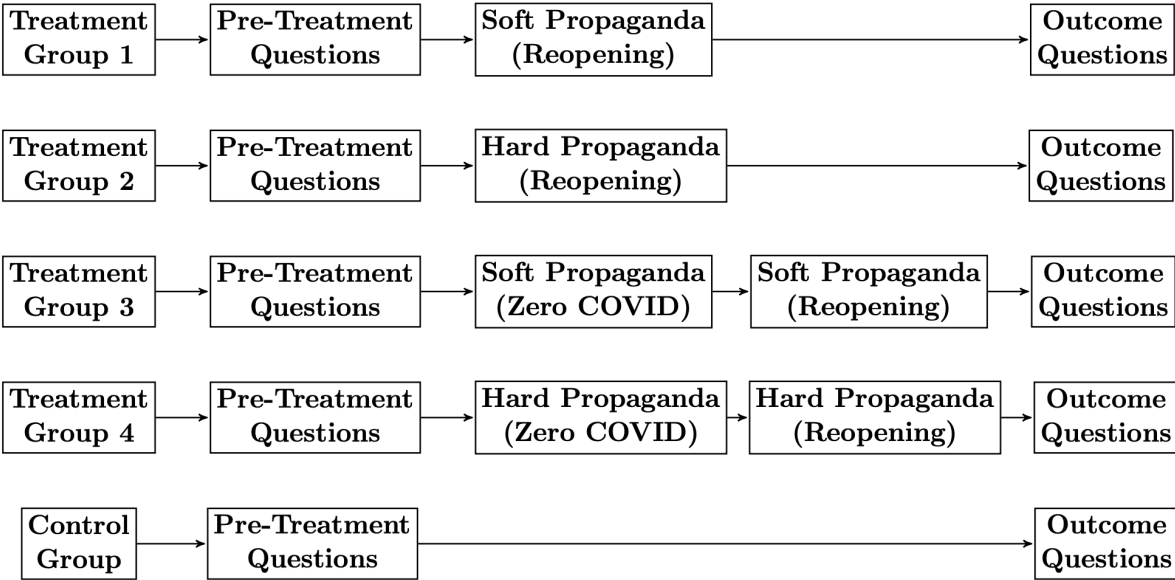 Treatment
Group 1
Pre-Treatment
Questions
Soft Propaganda
(Reopening)
Outcome
Questions
Treatment
Group 2
Pre-Treatment
Questions
Hard Propaganda
(Reopening)
Outcome
Questions
Treatment
Group 3
Pre-Treatment
Questions
Soft Propaganda
(Zero COVID)
Soft Propaganda
(Reopening)
Outcome
Questions
Treatment
Group 4
Pre-Treatment
Questions
Hard Propaganda
(Zero COVID)
Hard Propaganda
(Reopening)
Outcome
Questions
Control
Group
Pre-Treatment
Questions
Outcome
Questions